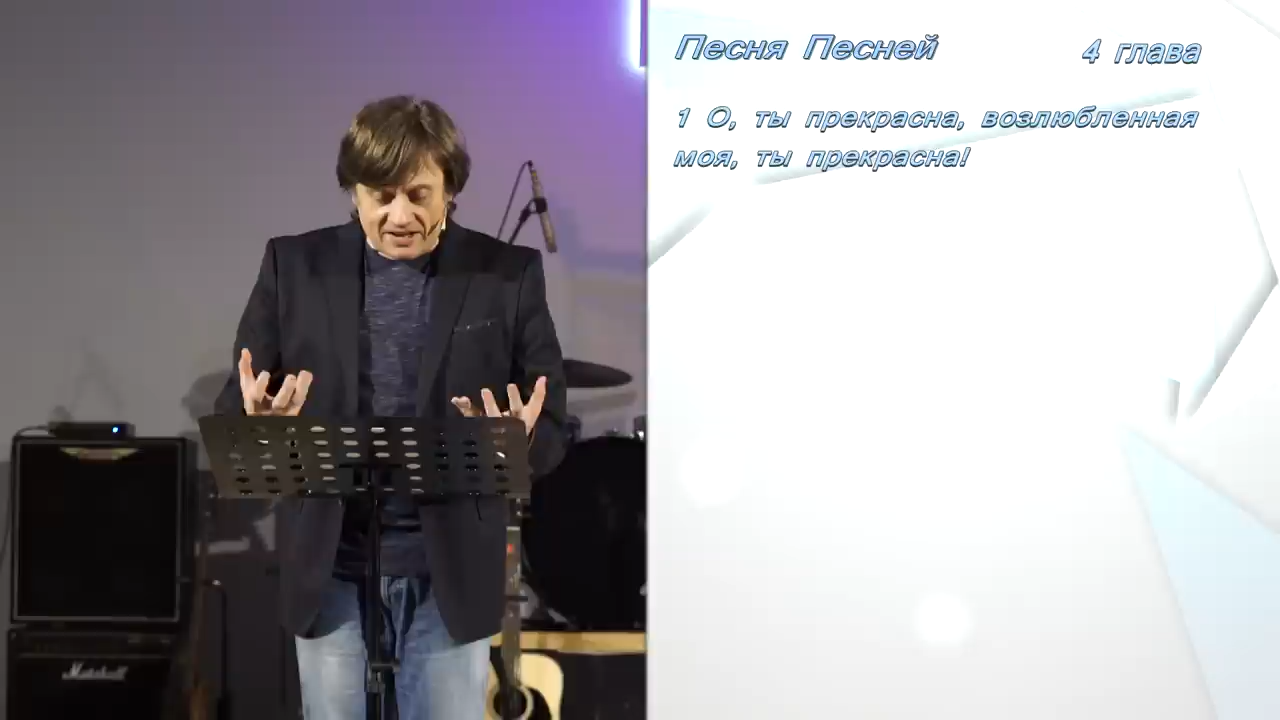 Песня Песней 4 глава
1 О, ты прекрасна, возлюбленная
моя, ты прекрасна!
Marshall